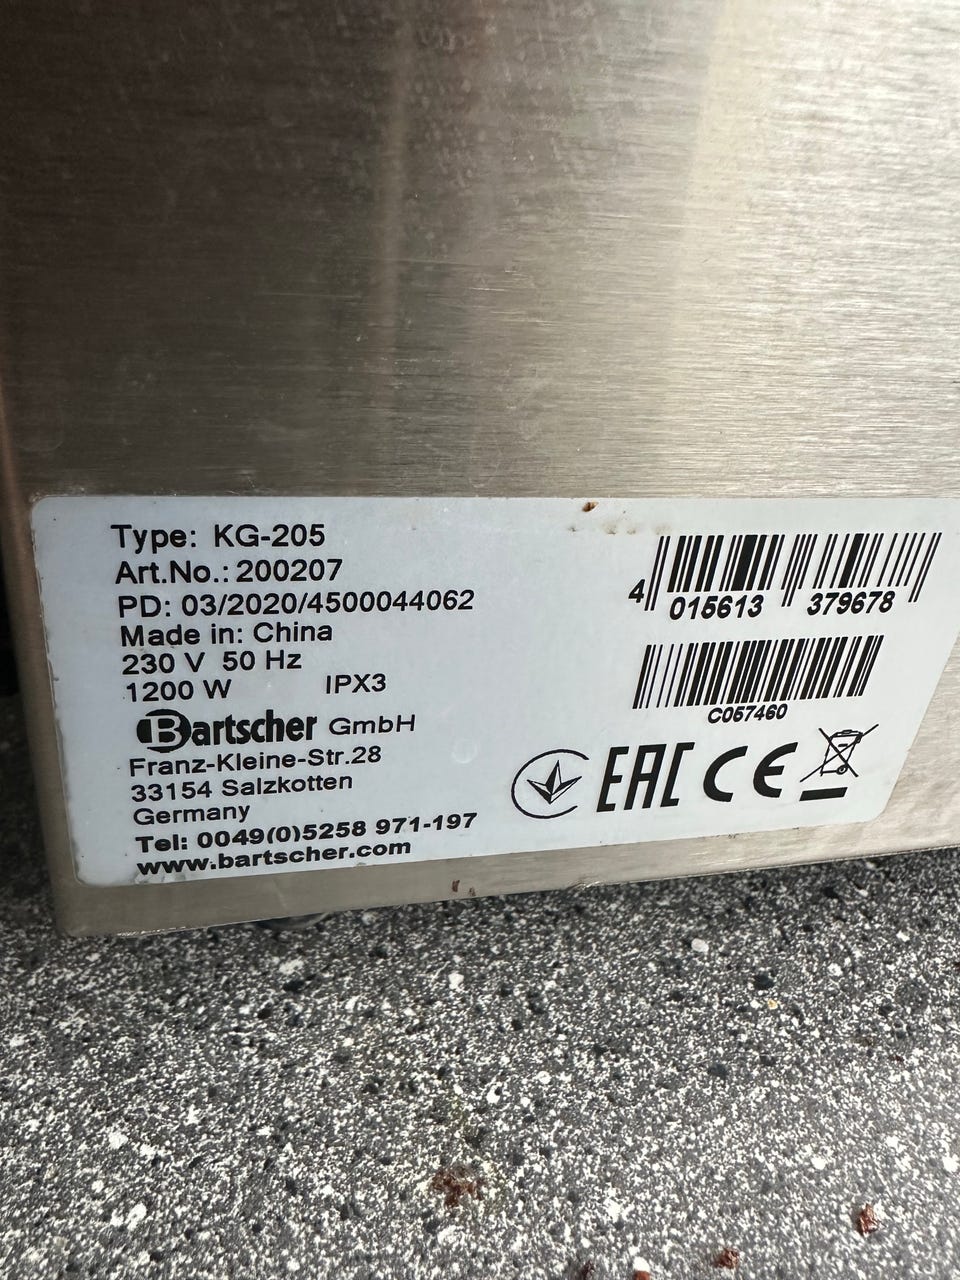 Type: KG-205
Art.No.: 200207
PD: 03/2020/4500044062
Made in: China
230 V 50 Hz
1200 W IPX3
Bartscher GmbH
Franz-Kleine-Str.28
33154 Salzkotten
Germany
Tel: 0049(0)5258 971-197
www.bartscher.com
4 015613 379678
C057460
EAC CE